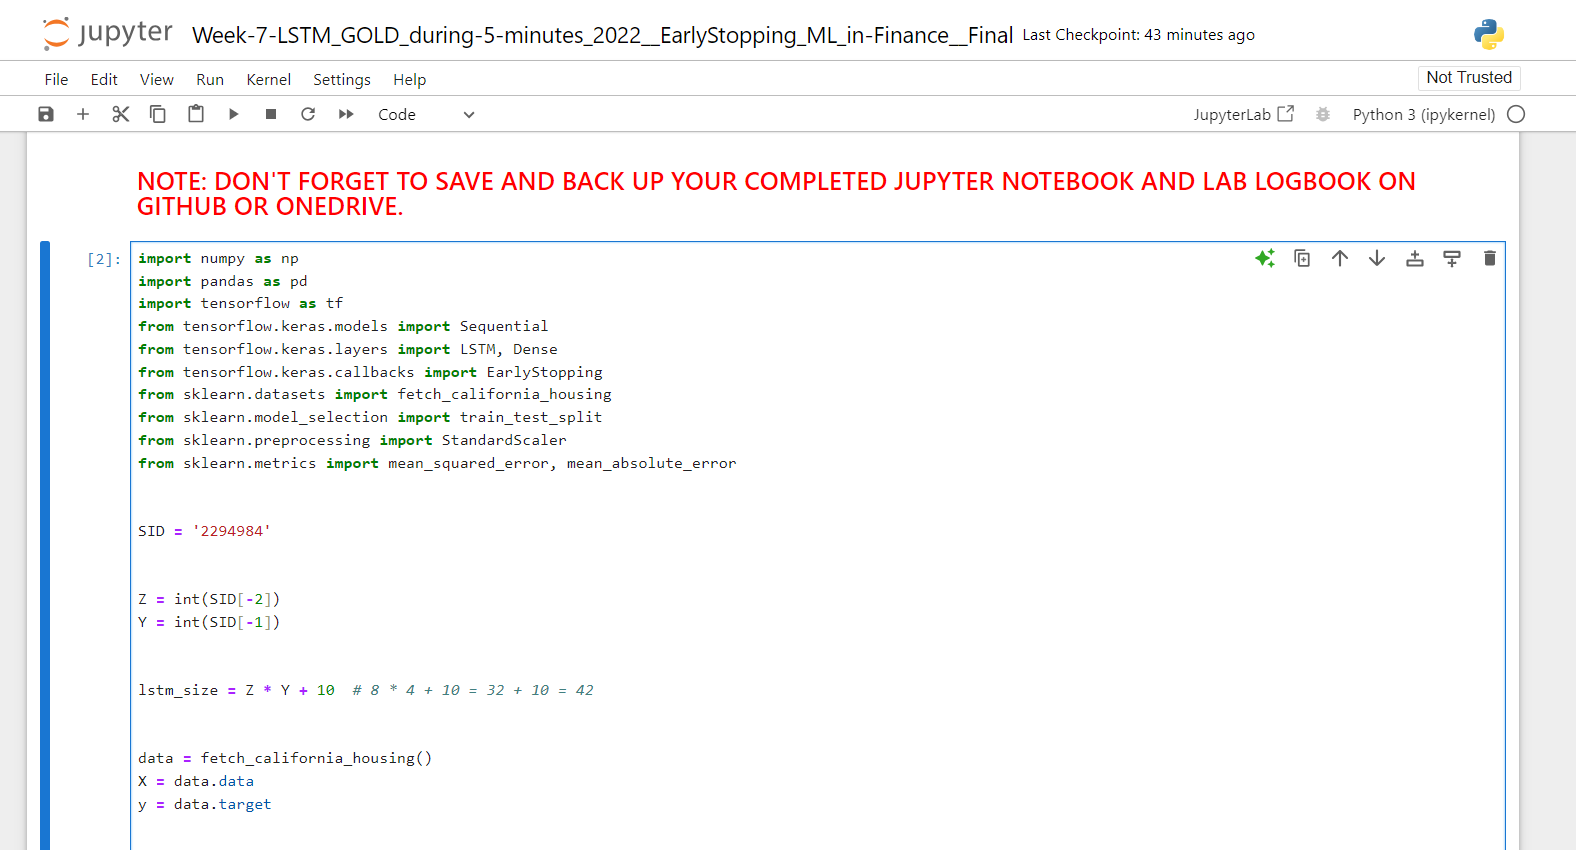 jupyter Week-7-LSTM_GOLD_during-5-minutes_2022__EarlyStopping_ML_in-Finance__Final Last Checkpoint: 43 minutes ago
File Edit View Run Kernel Settings Help Not Trusted
Code JupyterLab Python 3 (ipykernel)
NOTE: DON'T FORGET TO SAVE AND BACK UP YOUR COMPLETED JUPYTER NOTEBOOK AND LAB LOGBOOK ON
GITHUB OR ONEDRIVE.
[2]: import numpy as np
import pandas as pd
import tensorflow as tf
from tensorflow.keras.models import Sequential
from tensorflow.keras.layers import LSTM, Dense
from tensorflow.keras.callbacks import EarlyStopping
from sklearn.datasets import fetch_california_housing
from sklearn.model_selection import train_test_split
from sklearn.preprocessing import StandardScaler
from sklearn.metrics import mean_squared_error, mean_absolute_error
SID = '2294984'
Z = int(SID[-2])
Y = int(SID[-1])
lstm_size = Z * Y + 10  # 8 * 4 + 10 = 32 + 10 = 42
data = fetch_california_housing()
X = data.data
y = data.target